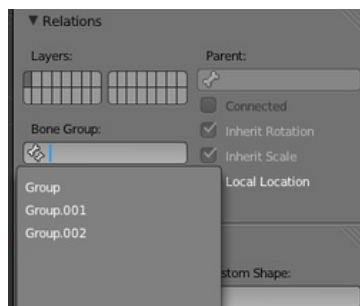 Relations
Layers:
Parent:
Connected
Bone Group:
Inherit Rotation
Inherit Scale
Local Location
Group
Group.001
Group.002
stom Shape: